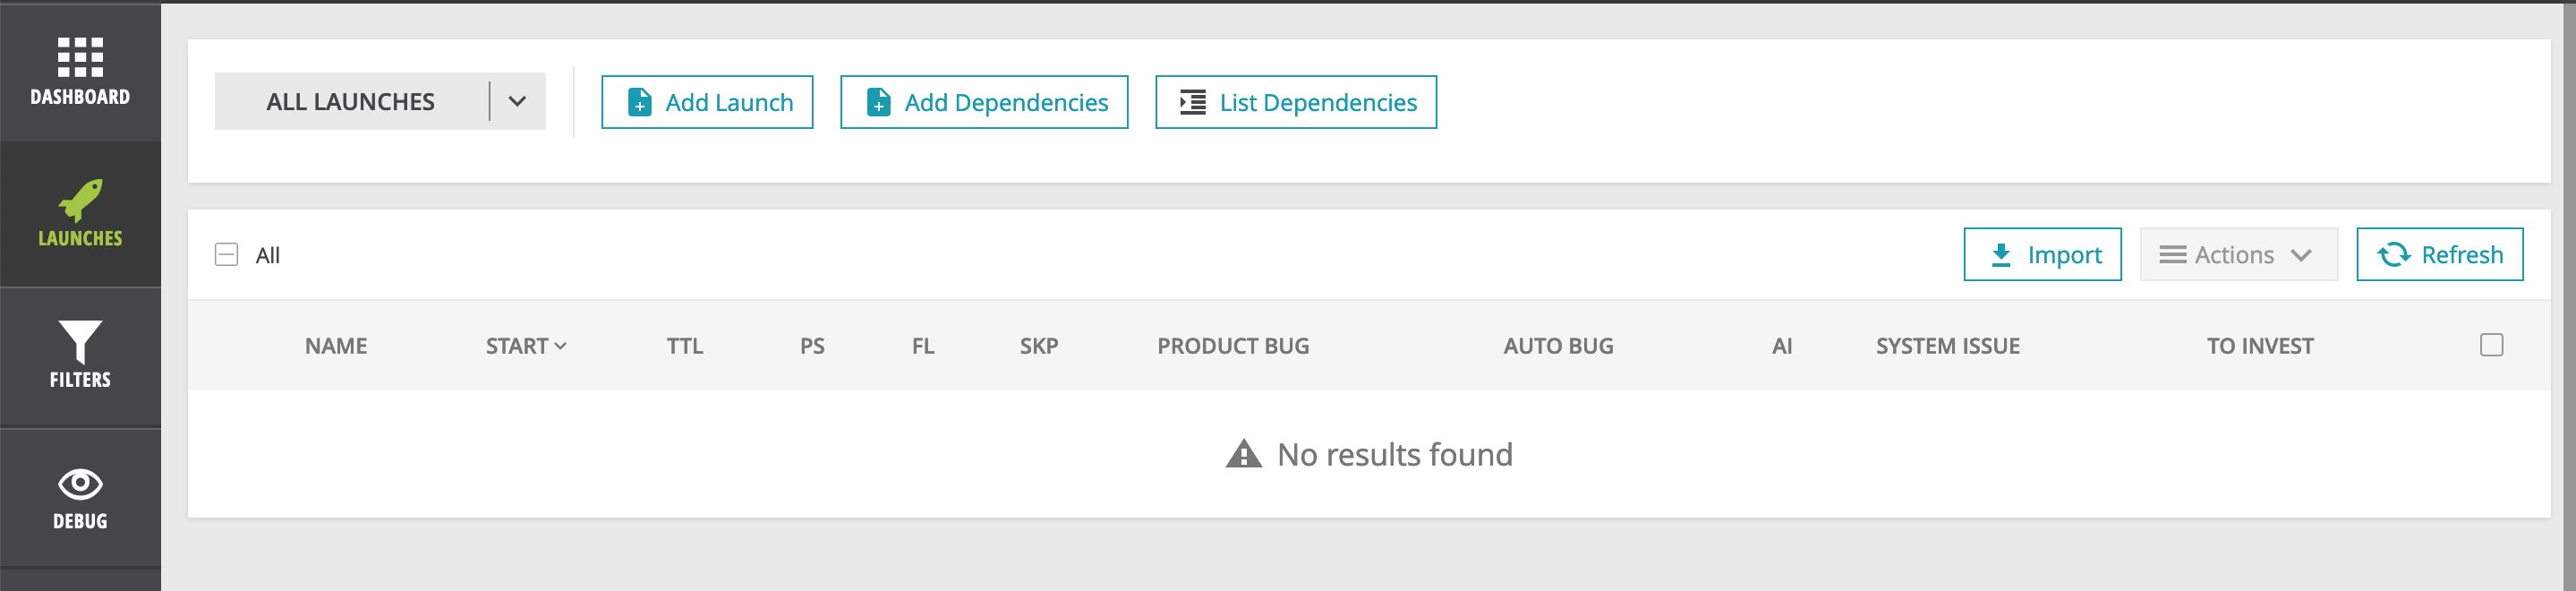 DASHBOARD
LAUNCHES
FILTERS
DEBUG
ALL LAUNCHES
Add Launch
Add Dependencies
List Dependencies
All
Import
Actions
Refresh
NAME START TTL PS FL SKP PRODUCT BUG AUTO BUG AI SYSTEM ISSUE TO INVEST
No results found